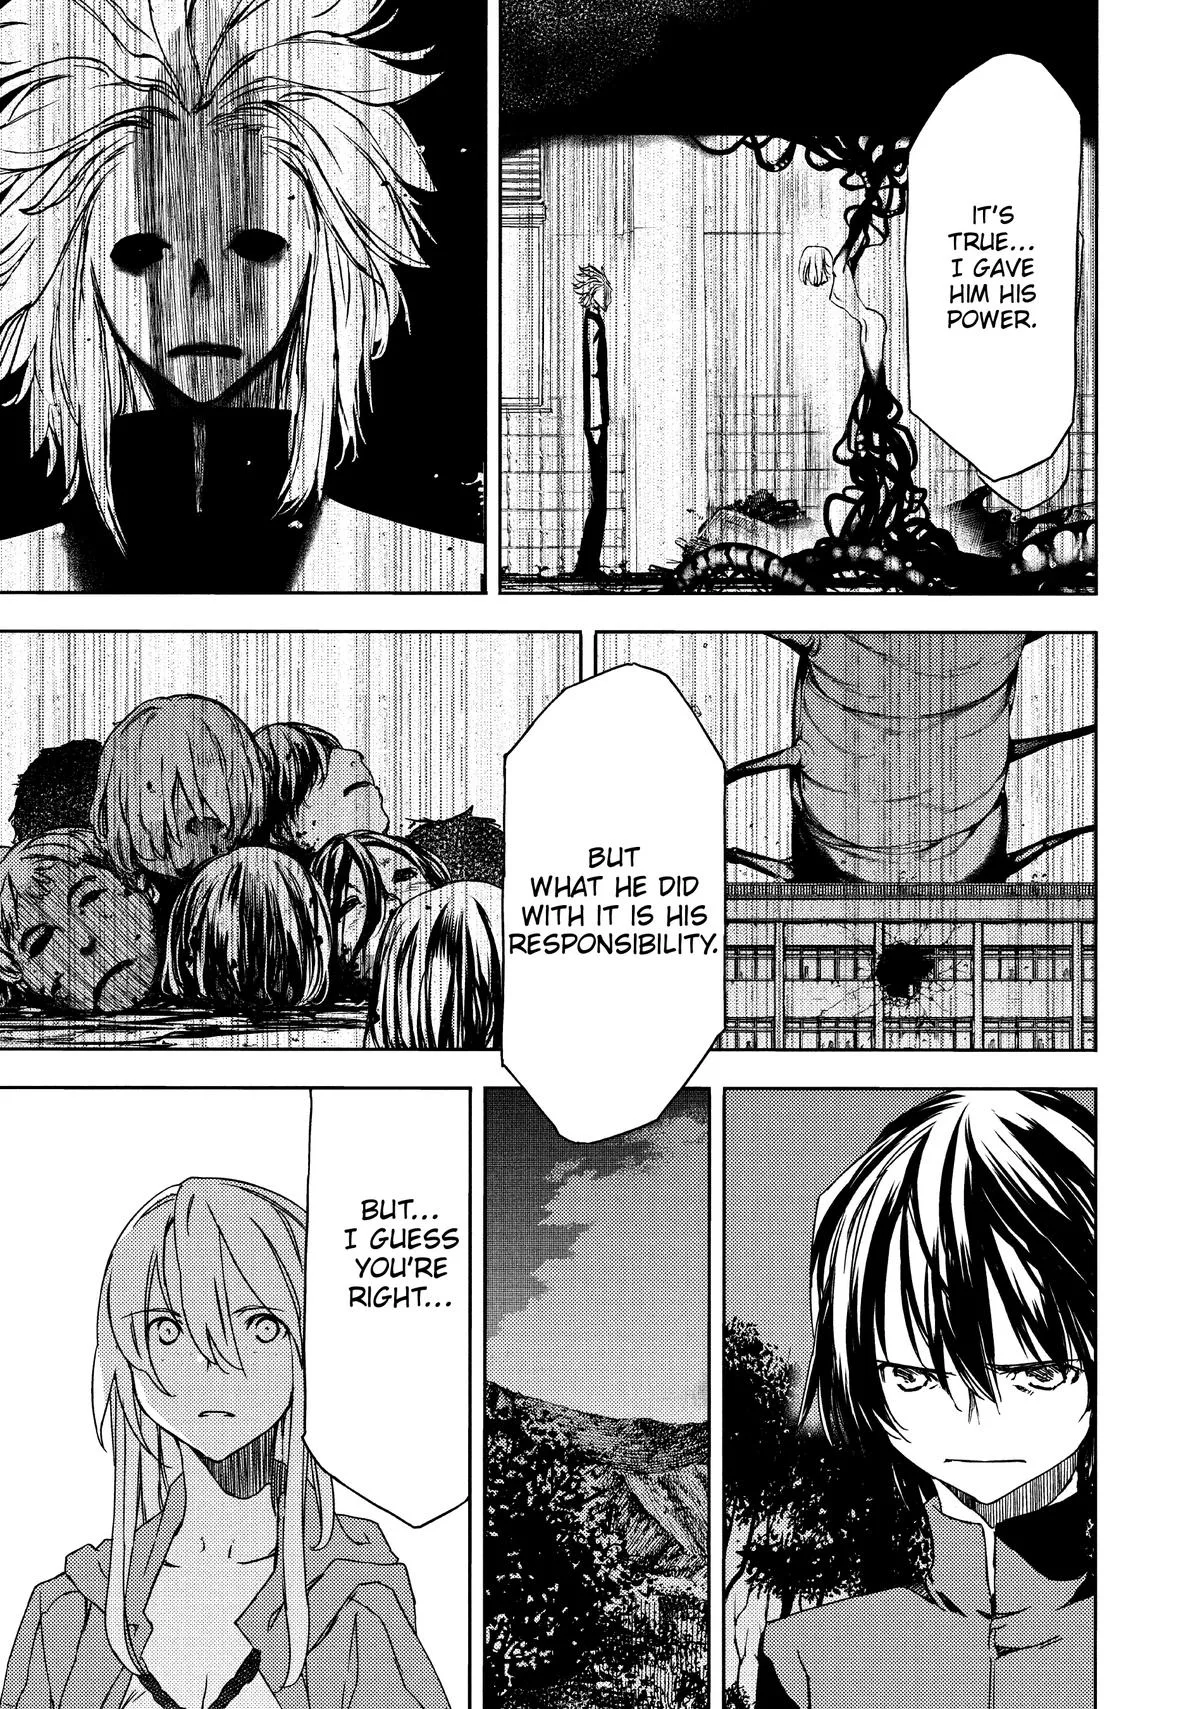 IT'S
TRUE...
I GAVE
HIM HIS
POWER.
BUT
WHAT HE DID
WITH IT IS HIS
RESPONSIBILITY.
BUT...
I GUESS
YOU'RE
RIGHT...